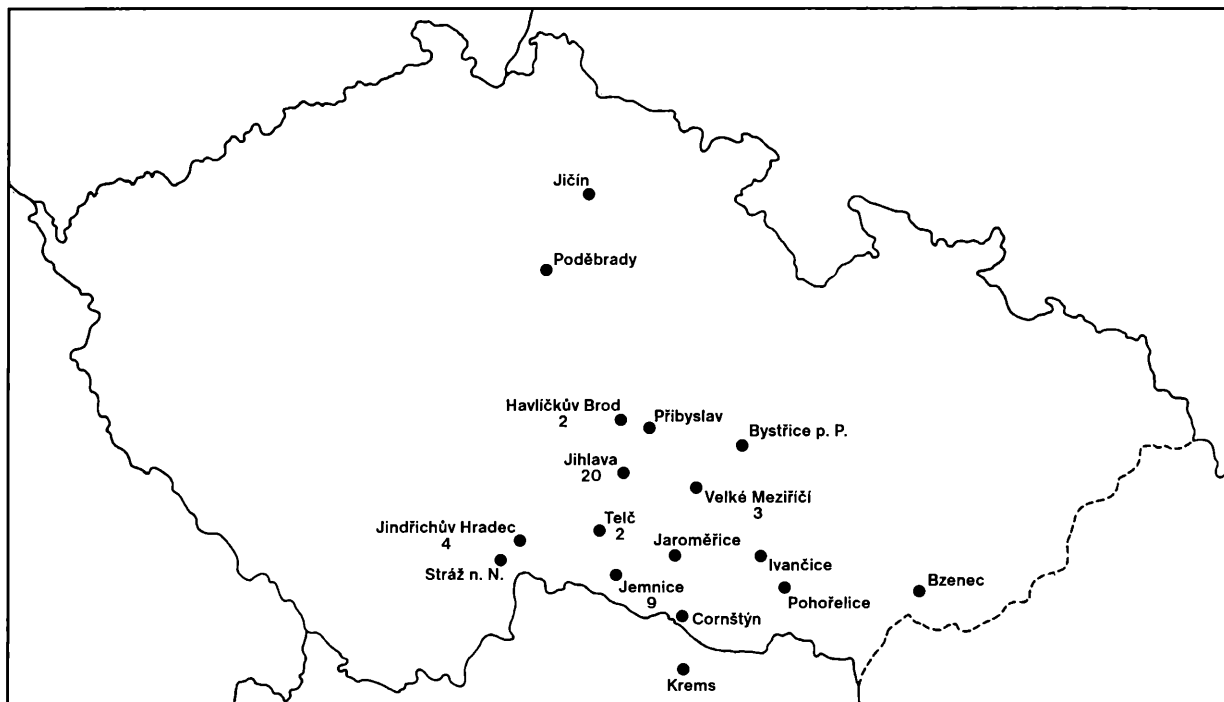 Jičín
Poděbrady
Havlíčkův Brod
2
Přibyslav
Bystřice p. P.
Jihlava
20
Velké Meziříčí
3
Telč
2
Jindřichův Hradec
4
Jaroměřice
Ivančice
Stráž n. N.
Jemnice
9
Pohořelice
Bzenec
Cornštýn
Krems